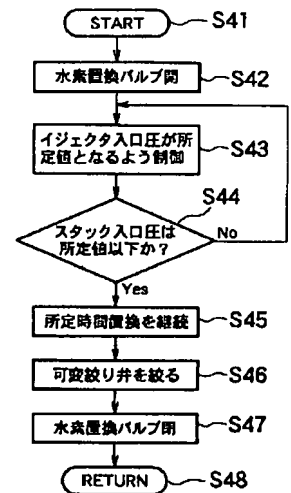 START
S41
水素置換バルブ開
S42
イジェクタ入口圧が所
定値となるよう制御
S43
S44
スタック入口圧は
所定値以下か？
No
Yes
所定時間置換を継続
S45
可変絞り弁を絞る
S46
水素置換バルブ閉
S47
RETURN
S48